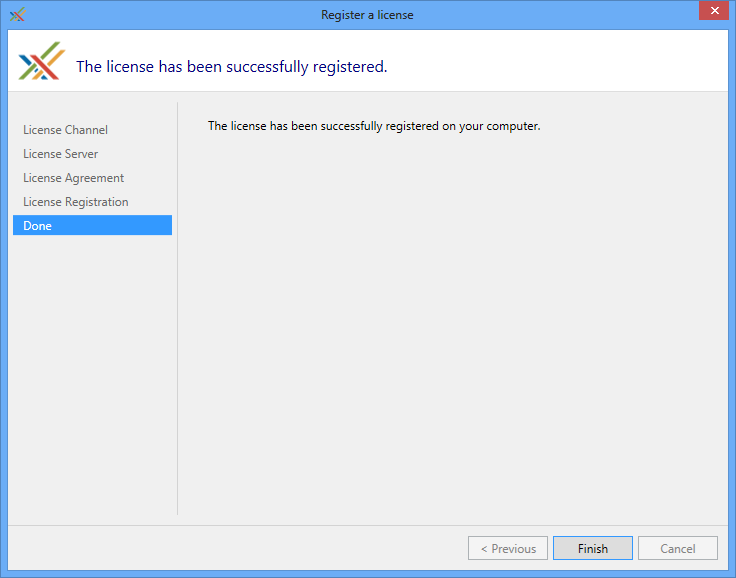 Register a license
The license has been successfully registered.
License Channel
License Server
License Agreement
License Registration
Done
The license has been successfully registered on your computer.
< Previous
Finish
Cancel